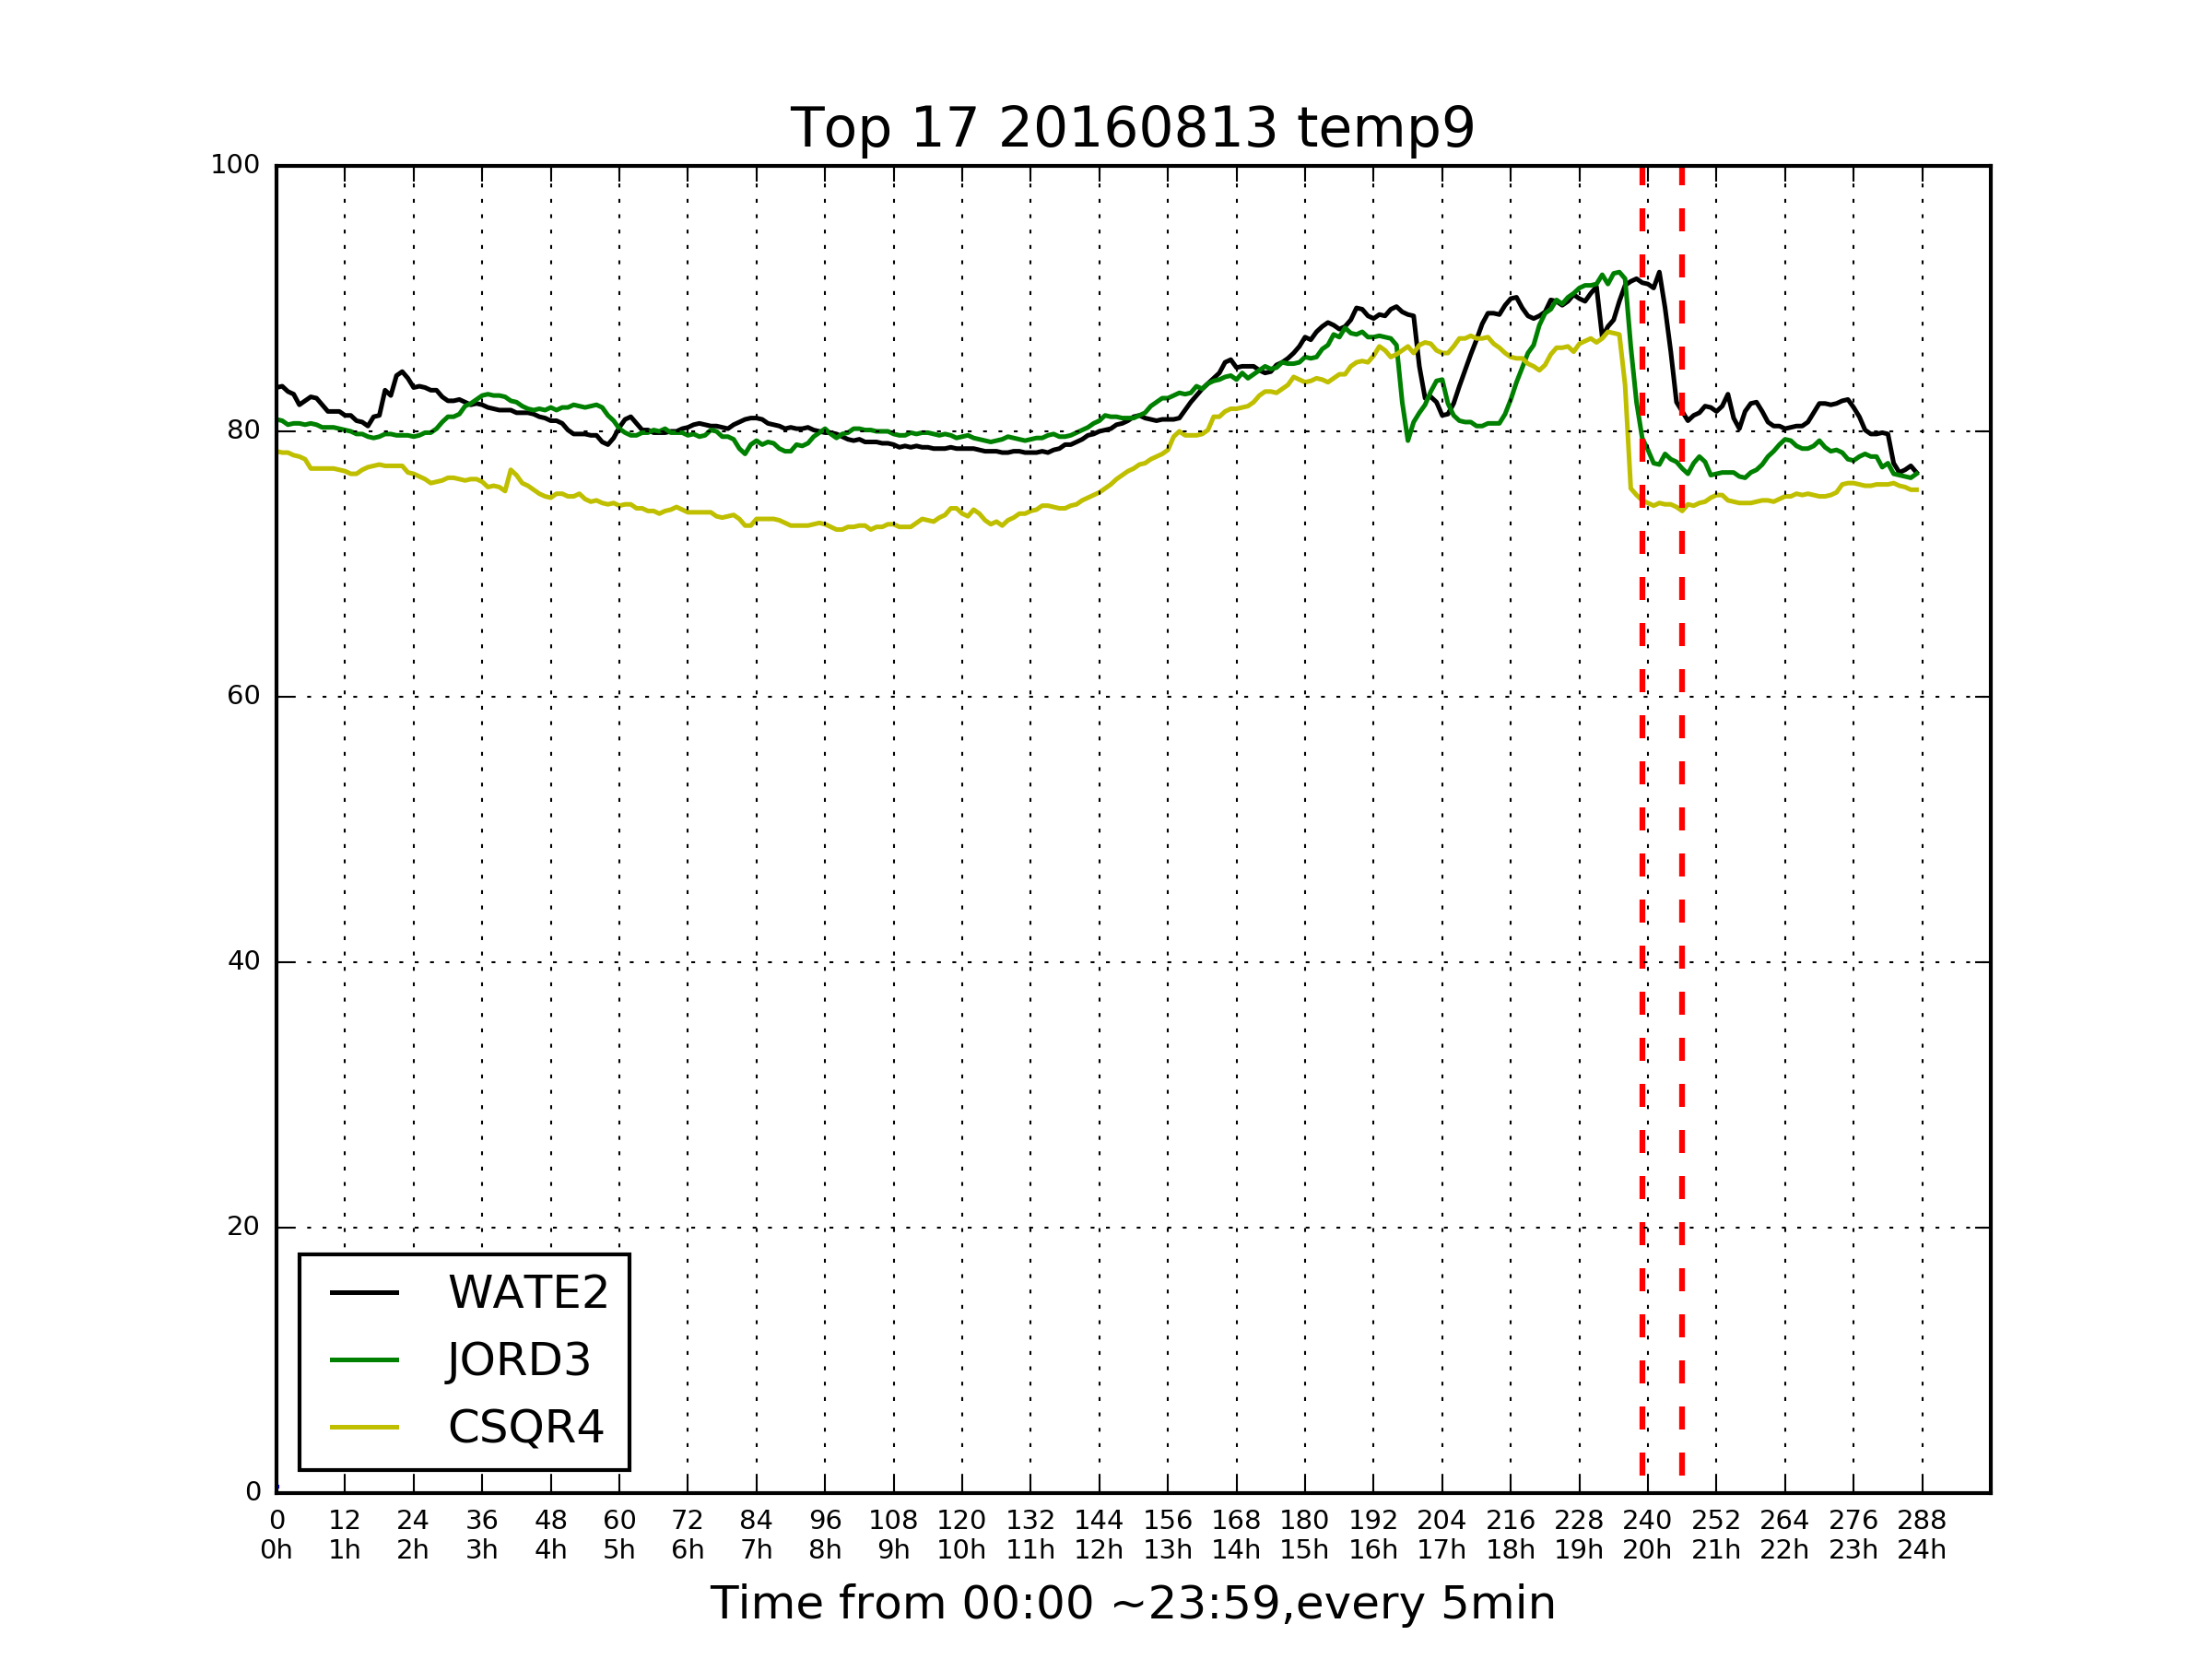 Top 17 20160813 temp9
100
80
60
40
20
0
WATE2
JORD3
CSQR4
0 12 24 36 48 60 72 84 96 108 120 132 144 156 168 180 192 204 216 228 240 252 264 276 288
0h 1h 2h 3h 4h 5h 6h 7h 8h 9h 10h 11h 12h 13h 14h 15h 16h 17h 18h 19h 20h 21h 22h 23h 24h
Time from 00:00 ~23:59,every 5min